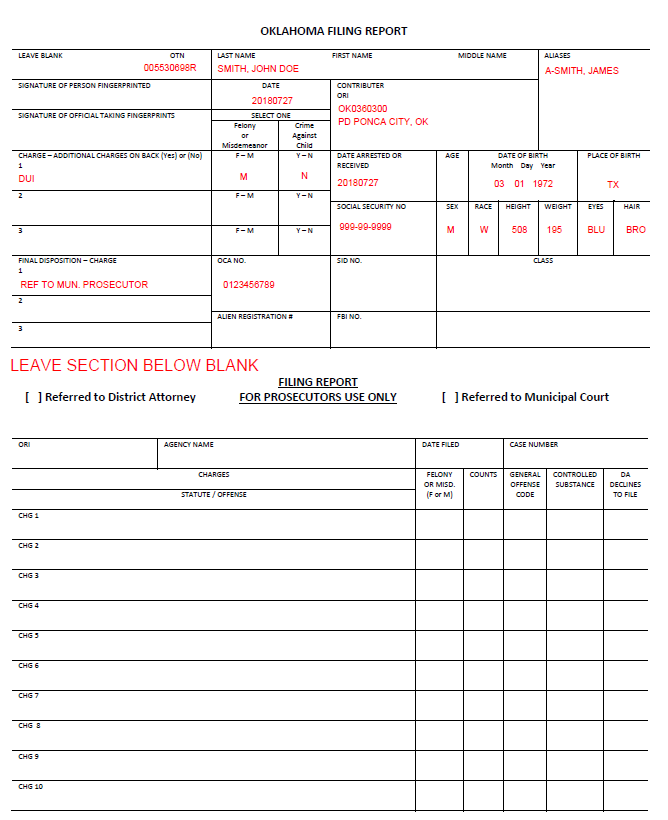 OKLAHOMA FILING REPORT
LEAVE BLANK OTN LAST NAME FIRST NAME MIDDLE NAME ALIASES
005530698R SMITH, JOHN DOE A-SMITH, JAMES
SIGNATURE OF PERSON FINGERPRINTED DATE CONTRIBUTER
ORI
20180727 OK0360300
SIGNATURE OF OFFICIAL TAKING FINGERPRINTS SELECT ONE PD PONCA CITY, OK
Felony Crime
or Against
Misdemeanor Child
CHARGE – ADDITIONAL CHARGES ON BACK (Yes) or (No) F – M Y – N DATE ARRESTED OR AGE DATE OF BIRTH PLACE OF BIRTH
1 RECEIVED Month Day Year
DUI M N 20180727 03 01 1972 TX
2 F – M Y – N
SOCIAL SECURITY NO SEX RACE HEIGHT WEIGHT EYES HAIR
999-99-9999 M W 508 195 BLU BRO
3 F – M Y – N
FINAL DISPOSITION – CHARGE OCA NO. SID NO. CLASS
1
REF TO MUN. PROSECUTOR 0123456789
2
ALIEN REGISTRATION # FBI NO.
3
LEAVE SECTION BELOW BLANK
FILING REPORT
[ ] Referred to District Attorney FOR PROSECUTORS USE ONLY [ ] Referred to Municipal Court
ORI AGENCY NAME DATE FILED CASE NUMBER
CHARGES FELONY COUNTS GENERAL CONTROLLED DA
OR MISD. OFFENSE SUBSTANCE DECLINES
STATUTE / OFFENSE (F or M) CODE TO FILE
CHG 1
CHG 2
CHG 3
CHG 4
CHG 5
CHG 6
CHG 7
CHG 8
CHG 9
CHG 10